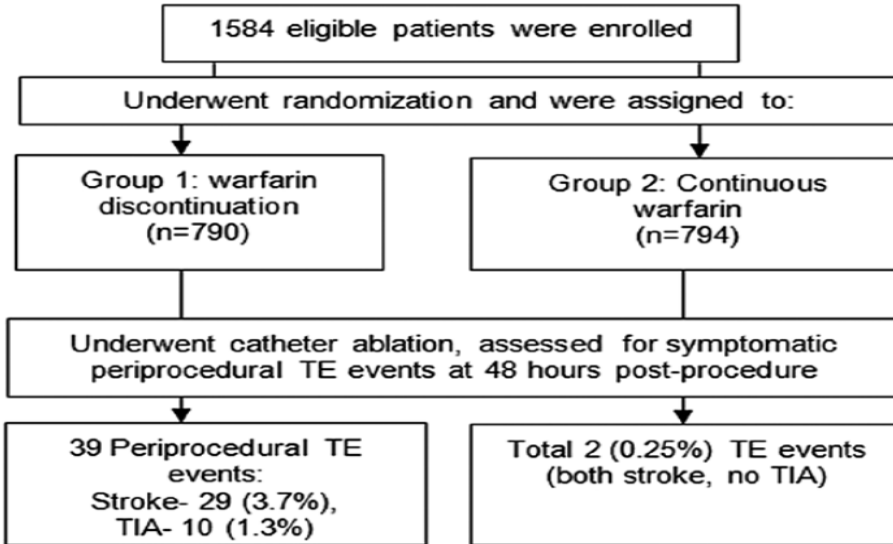 1584 eligible patients were enrolled
Underwent randomization and were assigned to:
Group 1: warfarin
discontinuation
(n=790)
Group 2: Continuous
warfarin
(n=794)
Underwent catheter ablation, assessed for symptomatic
periprocedural TE events at 48 hours post-procedure
39 Periprocedural TE
events:
Stroke- 29 (3.7%),
TIA- 10 (1.3%)
Total 2 (0.25%) TE events
(both stroke, no TIA)